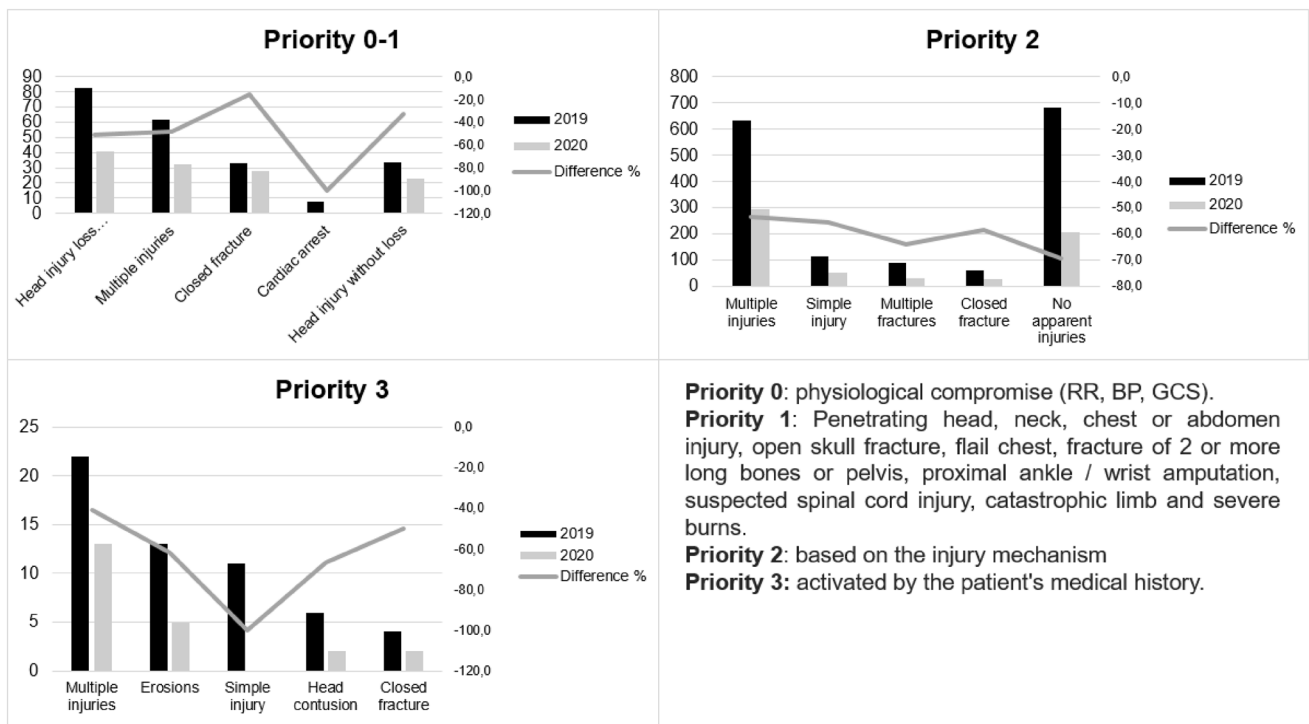 Priority 0-1
90
80
70
60
50
40
30
20
10
0
0,0
-20,0
-40,0
-60,0
-80,0
-100,0
-120,0
Head injury loss...
Multiple injuries
Closed fracture
Cardiac arrest
Head injury without loss
2019
2020
Difference %
Priority 2
800
700
600
500
400
300
200
100
0
0,0
-10,0
-20,0
-30,0
-40,0
-50,0
-60,0
-70,0
-80,0
Multiple
injuries
Simple
injury
Multiple
fractures
Closed
fracture
No
apparent
injuries
2019
2020
Difference %
Priority 3
25
20
15
10
5
0
0,0
-20,0
-40,0
-60,0
-80,0
-100,0
-120,0
Multiple
injuries
Erosions
Simple
injury
Head
contusion
Closed
fracture
2019
2020
Difference %
Priority 0: physiological compromise (RR, BP, GCS).
Priority 1: Penetrating head, neck, chest or abdomen
injury, open skull fracture, flail chest, fracture of 2 or more
long bones or pelvis, proximal ankle / wrist amputation,
suspected spinal cord injury, catastrophic limb and severe
burns.
Priority 2: based on the injury mechanism
Priority 3: activated by the patient's medical history.